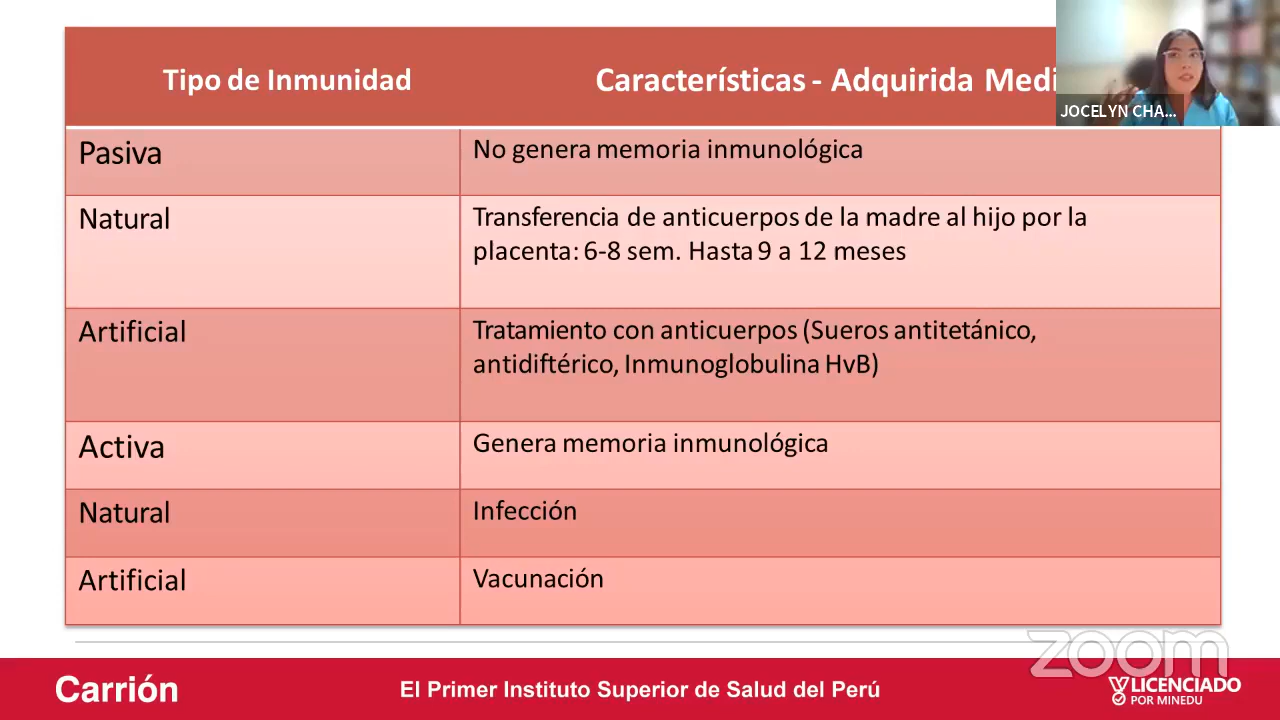 Tipo de Inmunidad
Características - Adquirida Medi
JOCELYN CHA...
Pasiva
No genera memoria inmunológica
Natural
Transferencia de anticuerpos de la madre al hijo por la
placenta: 6-8 sem. Hasta 9 a 12 meses
Artificial
Tratamiento con anticuerpos (Sueros antitetánico,
antidiftérico, Inmunoglobulina HvB)
Activa
Genera memoria inmunológica
Natural
Infección
Artificial
Vacunación
zoom
Carrión
El Primer Instituto Superior de Salud del Perú
LICENCIADO
POR MINEDU